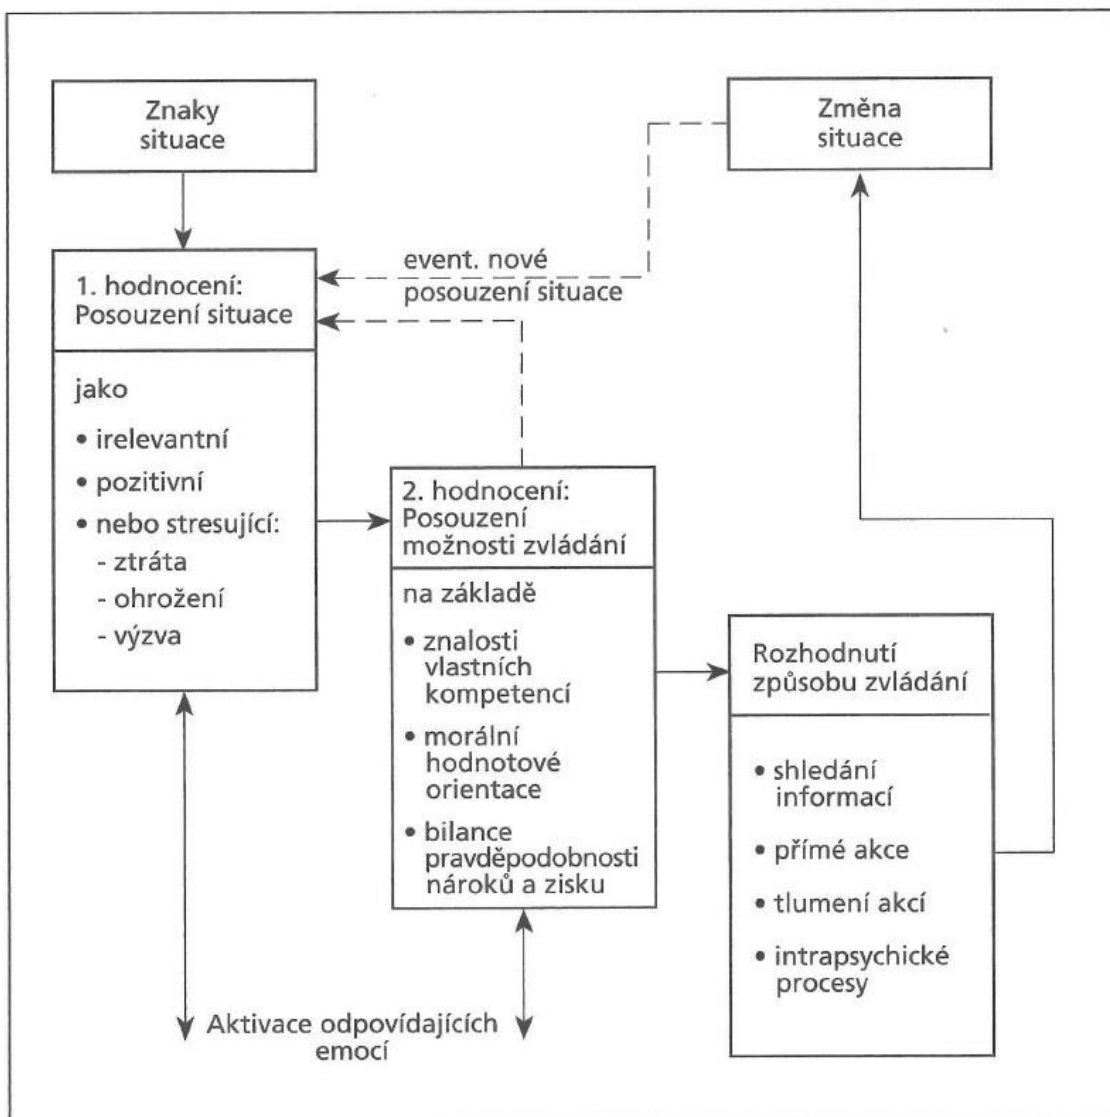 Znaky
situace
Změna
situace
event. nové
posouzení situace
1. hodnocení:
Posouzení situace
jako
• irelevantní
• pozitivní
• nebo stresující:
- ztráta
- ohrožení
- výzva
2. hodnocení:
Posouzení
možnosti zvládání
na základě
• znalosti
vlastních
kompetencí
• morální
hodnotové
orientace
• bilance
pravděpodobnosti
nároků a zisku
Rozhodnutí
způsobu zvládání
• shledání
informací
• přímé akce
• tlumení akcí
• intrapsychické
procesy
Aktivace odpovídajících
emocí